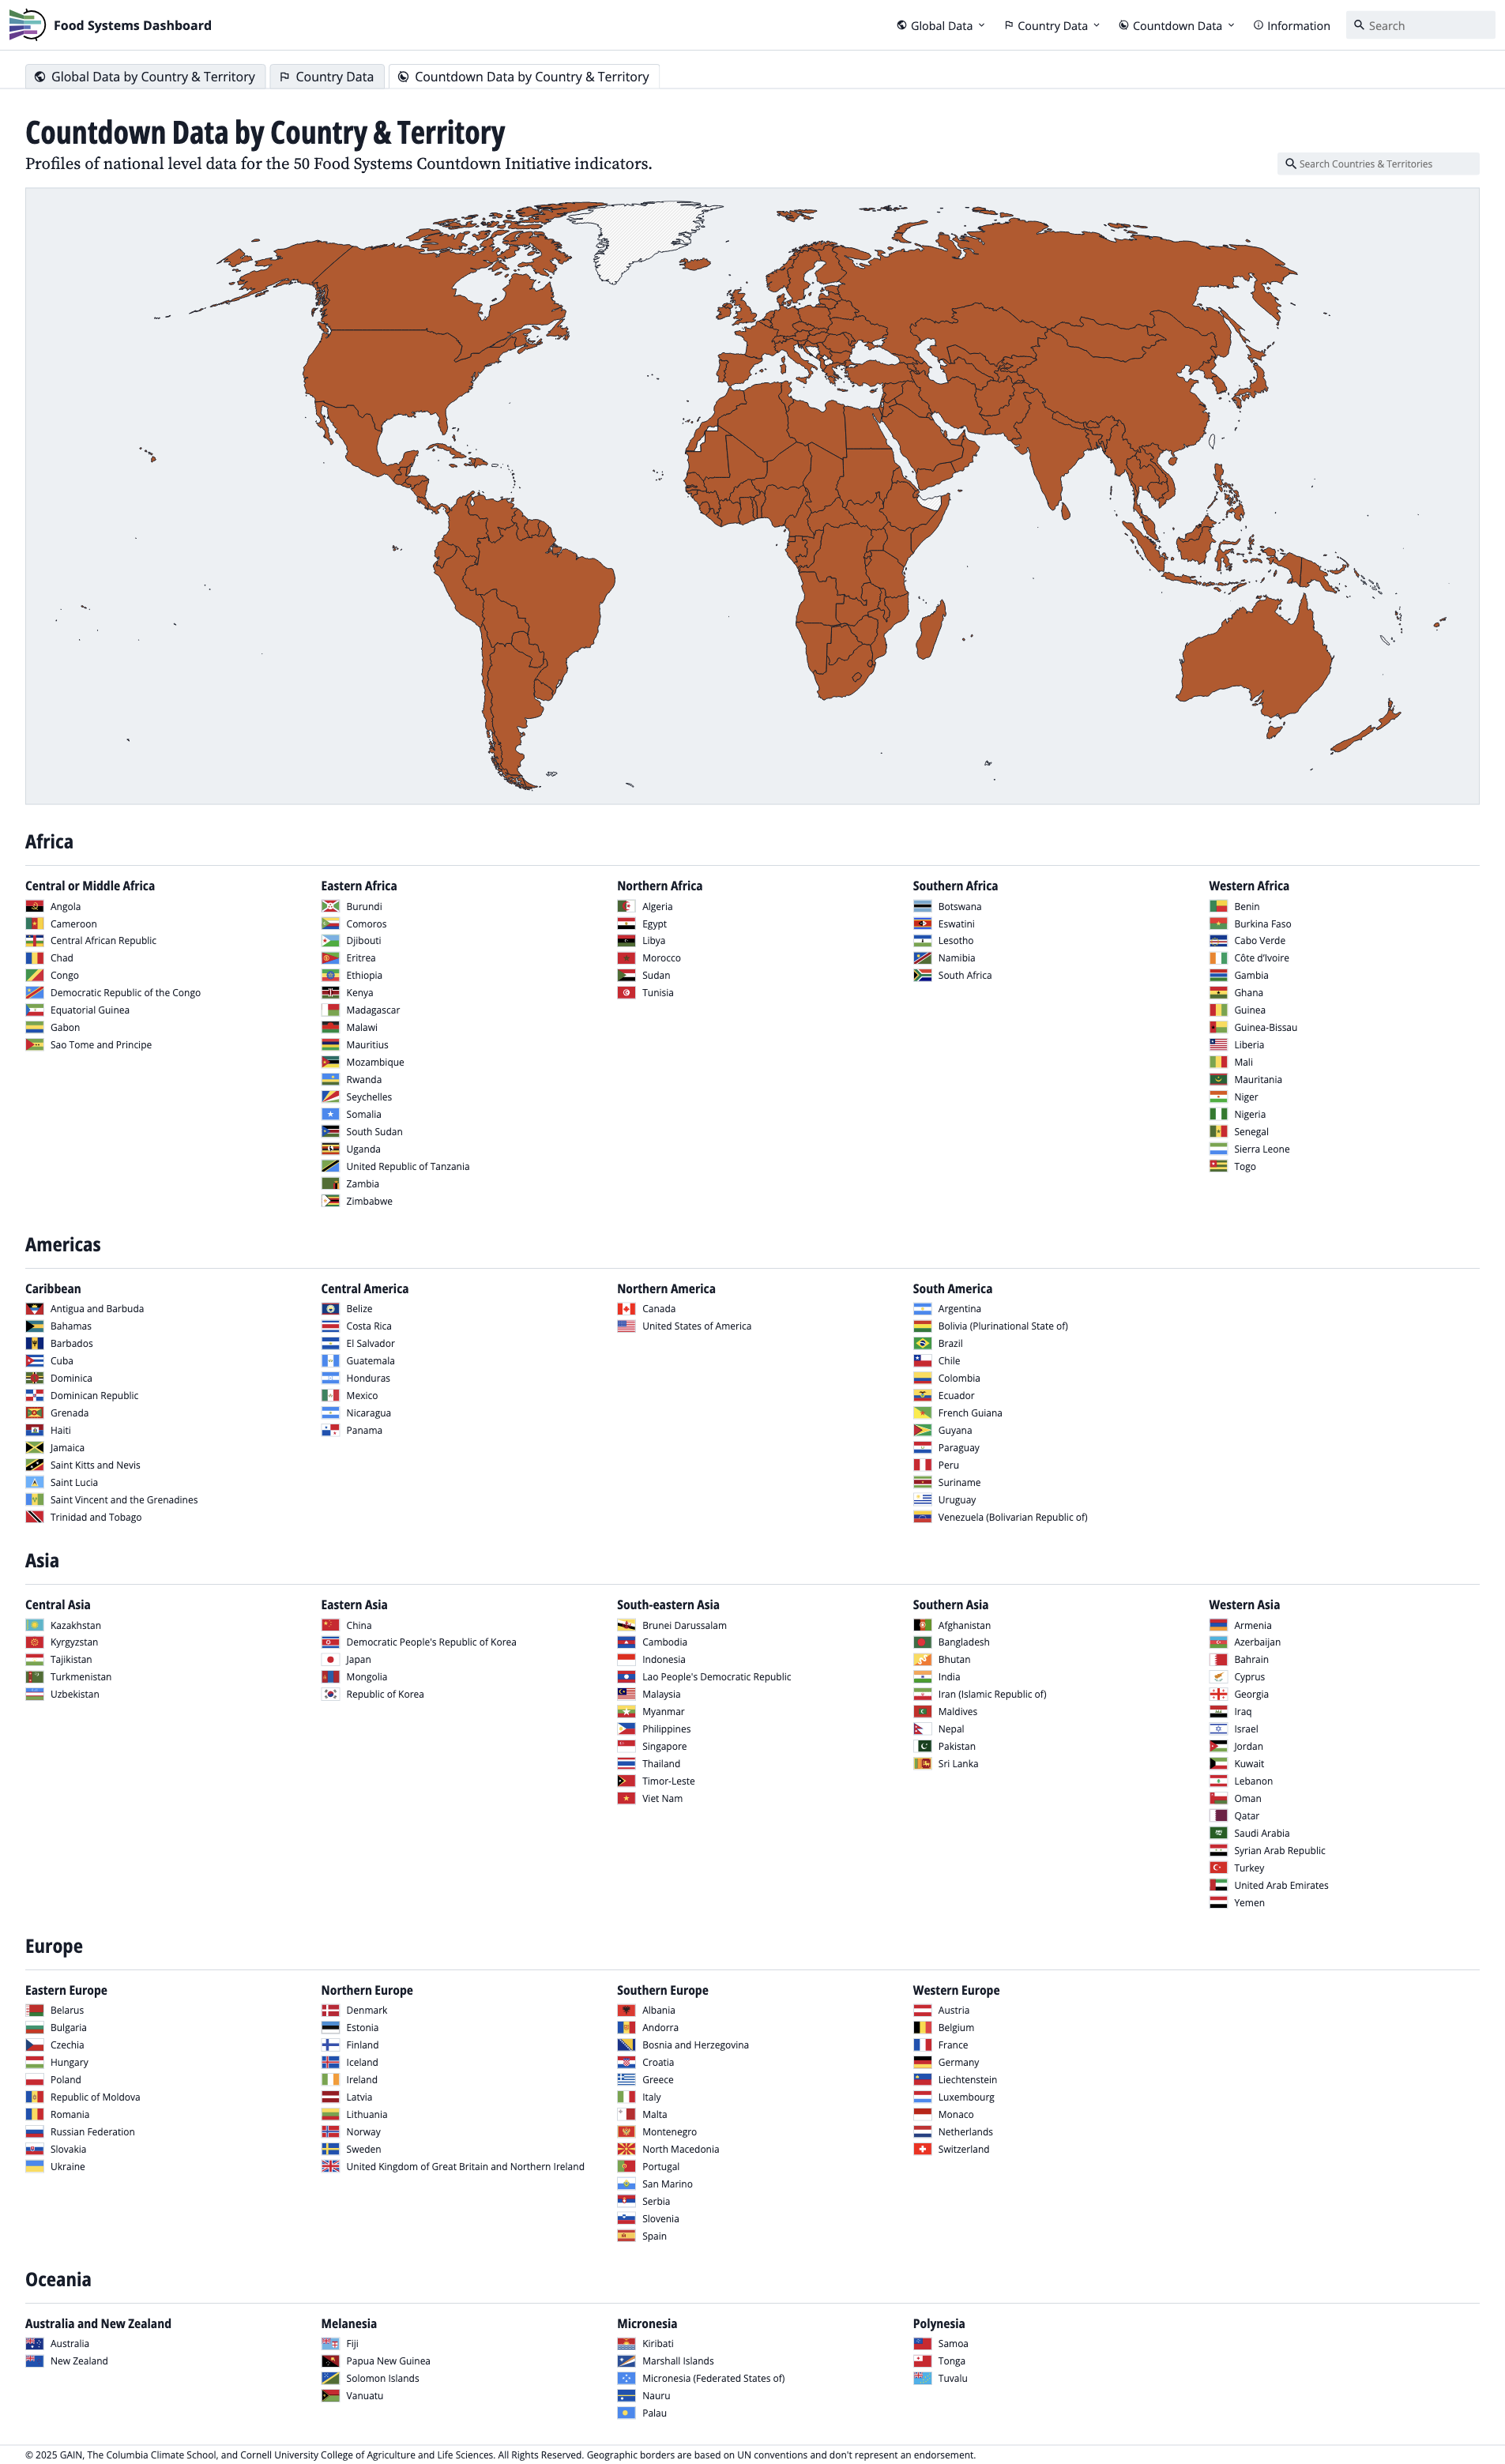 Food Systems Dashboard
Global Data
Country Data
Countdown Data
Information
Search
Global Data by Country & Territory
Country Data
Countdown Data by Country & Territory
Countdown Data by Country & Territory
Profiles of national level data for the 50 Food Systems Countdown Initiative indicators.
Search Countries & Territories
Africa
Central or Middle Africa
Angola
Cameroon
Central African Republic
Chad
Congo
Democratic Republic of the Congo
Equatorial Guinea
Gabon
Sao Tome and Principe
Eastern Africa
Burundi
Comoros
Djibouti
Eritrea
Ethiopia
Kenya
Madagascar
Malawi
Mauritius
Mozambique
Rwanda
Seychelles
Somalia
South Sudan
Uganda
United Republic of Tanzania
Zambia
Zimbabwe
Northern Africa
Algeria
Egypt
Libya
Morocco
Sudan
Tunisia
Southern Africa
Botswana
Eswatini
Lesotho
Namibia
South Africa
Western Africa
Benin
Burkina Faso
Cabo Verde
Côte d’Ivoire
Gambia
Ghana
Guinea
Guinea-Bissau
Liberia
Mali
Mauritania
Niger
Nigeria
Senegal
Sierra Leone
Togo
Americas
Caribbean
Antigua and Barbuda
Bahamas
Barbados
Cuba
Dominica
Dominican Republic
Grenada
Haiti
Jamaica
Saint Kitts and Nevis
Saint Lucia
Saint Vincent and the Grenadines
Trinidad and Tobago
Central America
Belize
Costa Rica
El Salvador
Guatemala
Honduras
Mexico
Nicaragua
Panama
Northern America
Canada
United States of America
South America
Argentina
Bolivia (Plurinational State of)
Brazil
Chile
Colombia
Ecuador
French Guiana
Guyana
Paraguay
Peru
Suriname
Uruguay
Venezuela (Bolivarian Republic of)
Asia
Central Asia
Kazakhstan
Kyrgyzstan
Tajikistan
Turkmenistan
Uzbekistan
Eastern Asia
China
Democratic People's Republic of Korea
Japan
Mongolia
Republic of Korea
South-eastern Asia
Brunei Darussalam
Cambodia
Indonesia
Lao People's Democratic Republic
Malaysia
Myanmar
Philippines
Singapore
Thailand
Timor-Leste
Viet Nam
Southern Asia
Afghanistan
Bangladesh
Bhutan
India
Iran (Islamic Republic of)
Maldives
Nepal
Pakistan
Sri Lanka
Western Asia
Armenia
Azerbaijan
Bahrain
Cyprus
Georgia
Iraq
Israel
Jordan
Kuwait
Lebanon
Oman
Qatar
Saudi Arabia
Syrian Arab Republic
Turkey
United Arab Emirates
Yemen
Europe
Eastern Europe
Belarus
Bulgaria
Czechia
Hungary
Poland
Republic of Moldova
Romania
Russian Federation
Slovakia
Ukraine
Northern Europe
Denmark
Estonia
Finland
Iceland
Ireland
Latvia
Lithuania
Norway
Sweden
United Kingdom of Great Britain and Northern Ireland
Southern Europe
Albania
Andorra
Bosnia and Herzegovina
Croatia
Greece
Italy
Malta
Montenegro
North Macedonia
Portugal
San Marino
Serbia
Slovenia
Spain
Western Europe
Austria
Belgium
France
Germany
Liechtenstein
Luxembourg
Monaco
Netherlands
Switzerland
Oceania
Australia and New Zealand
Australia
New Zealand
Melanesia
Fiji
Papua New Guinea
Solomon Islands
Vanuatu
Micronesia
Kiribati
Marshall Islands
Micronesia (Federated States of)
Nauru
Palau
Polynesia
Samoa
Tonga
Tuvalu
© 2025 GAIN, The Columbia Climate School, and Cornell University College of Agriculture and Life Sciences. All Rights Reserved. Geographic borders are based on UN conventions and don't represent an endorsement.